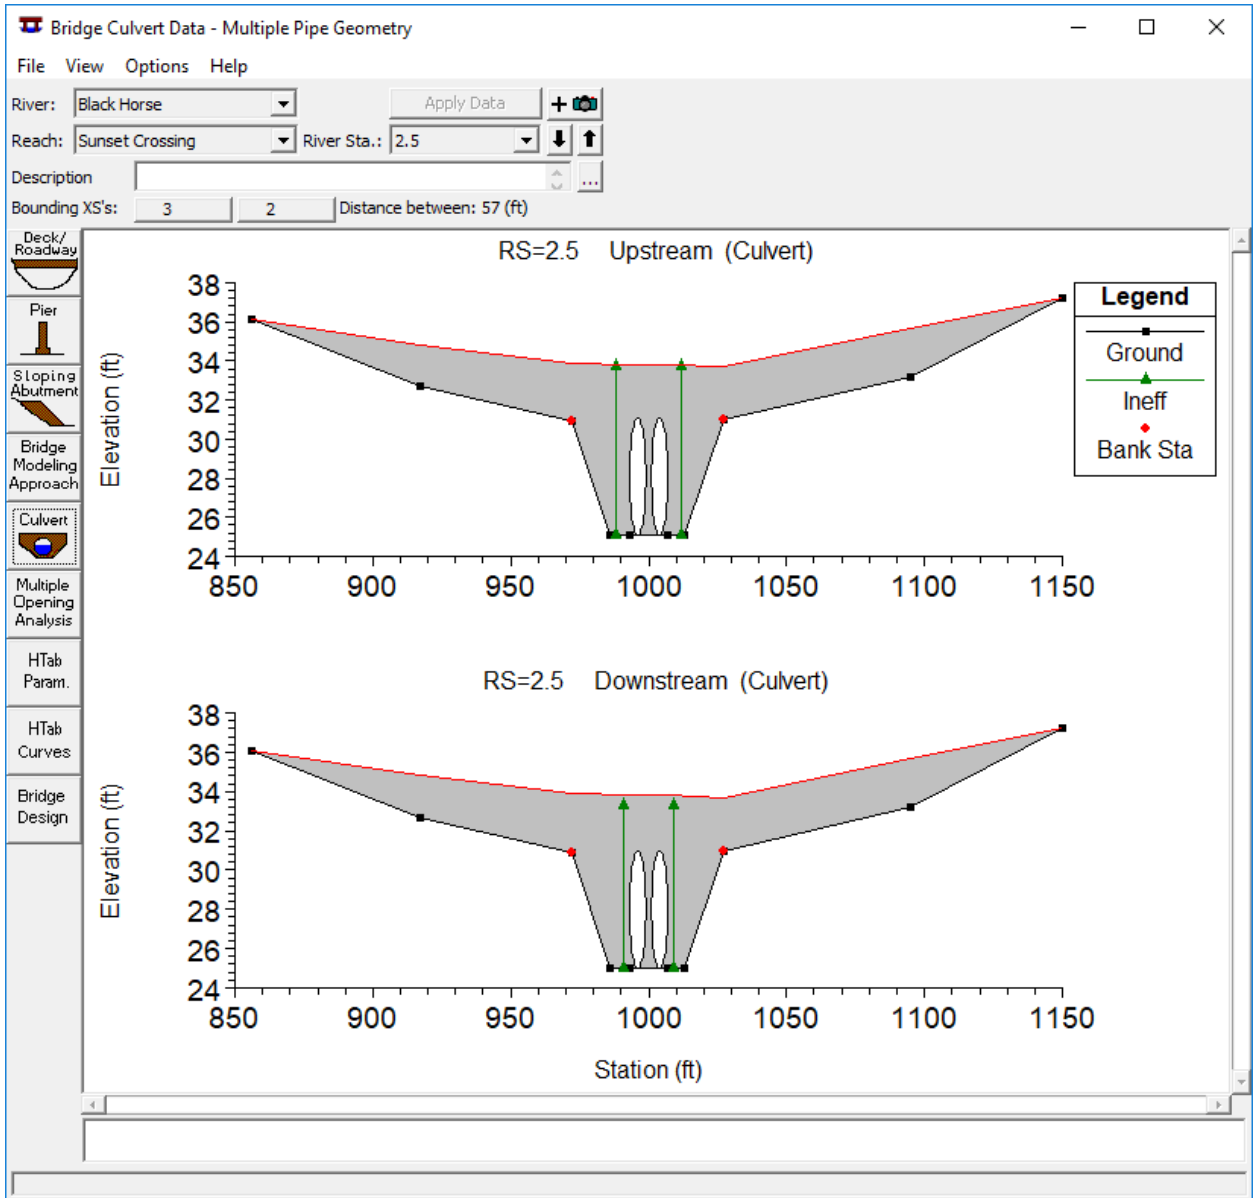 Bridge Culvert Data - Multiple Pipe Geometry
File View Options Help
River: Black Horse Apply Data +
Reach: Sunset Crossing River Sta.: 2.5
Description ...
Bounding XS's: 3 2 Distance between: 57 (ft)
Deck/
Roadway
Pier
Sloping
Abutment
Bridge
Modeling
Approach
Culvert
Multiple
Opening
Analysis
HTab
Param.
HTab
Curves
Bridge
Design
RS=2.5 Upstream (Culvert)
Elevation (ft)
38
36
34
32
30
28
26
24
850 900 950 1000 1050 1100 1150
Legend
Ground
Ineff
Bank Sta
RS=2.5 Downstream (Culvert)
Elevation (ft)
38
36
34
32
30
28
26
24
850 900 950 1000 1050 1100 1150
Station (ft)